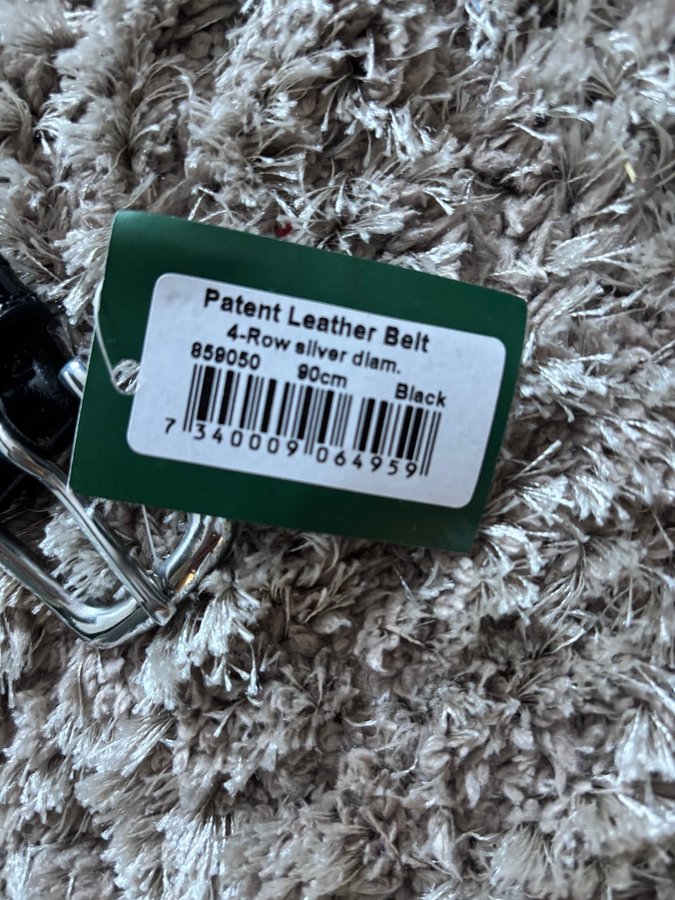 Patent Leather Belt
4-Row silver diam.
859050 90cm Black
7 340009 064959